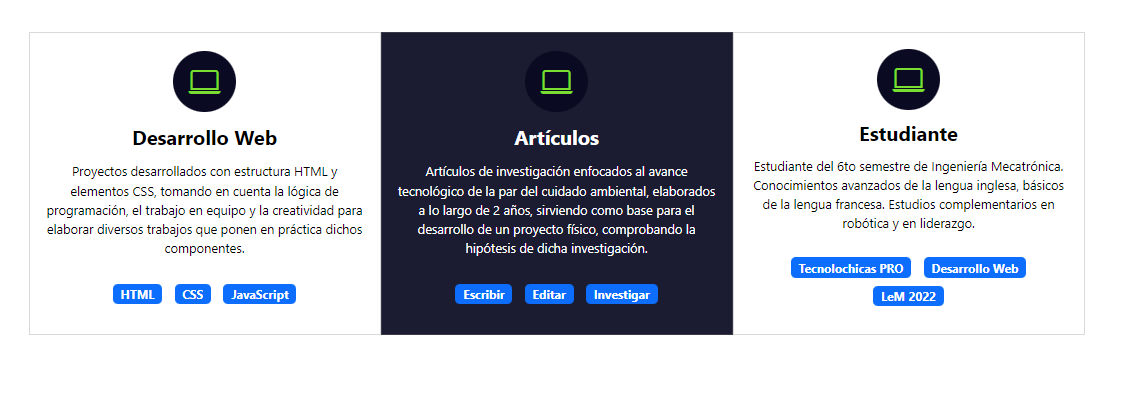 Desarrollo Web
Proyectos desarrollados con estructura HTML y
elementos CSS, tomando en cuenta la lógica de
programación, el trabajo en equipo y la creatividad para
elaborar diversos trabajos que ponen en práctica dichos
componentes.
HTML CSS JavaScript
Artículos
Artículos de investigación enfocados al avance
tecnológico de la par del cuidado ambiental, elaborados
a lo largo de 2 años, sirviendo como base para el
desarrollo de un proyecto físico, comprobando la
hipótesis de dicha investigación.
Escribir Editar Investigar
Estudiante
Estudiante del 6to semestre de Ingeniería Mecatrónica.
Conocimientos avanzados de la lengua inglesa, básicos
de la lengua francesa. Estudios complementarios en
robótica y en liderazgo.
Tecnolochicas PRO Desarrollo Web
LeM 2022